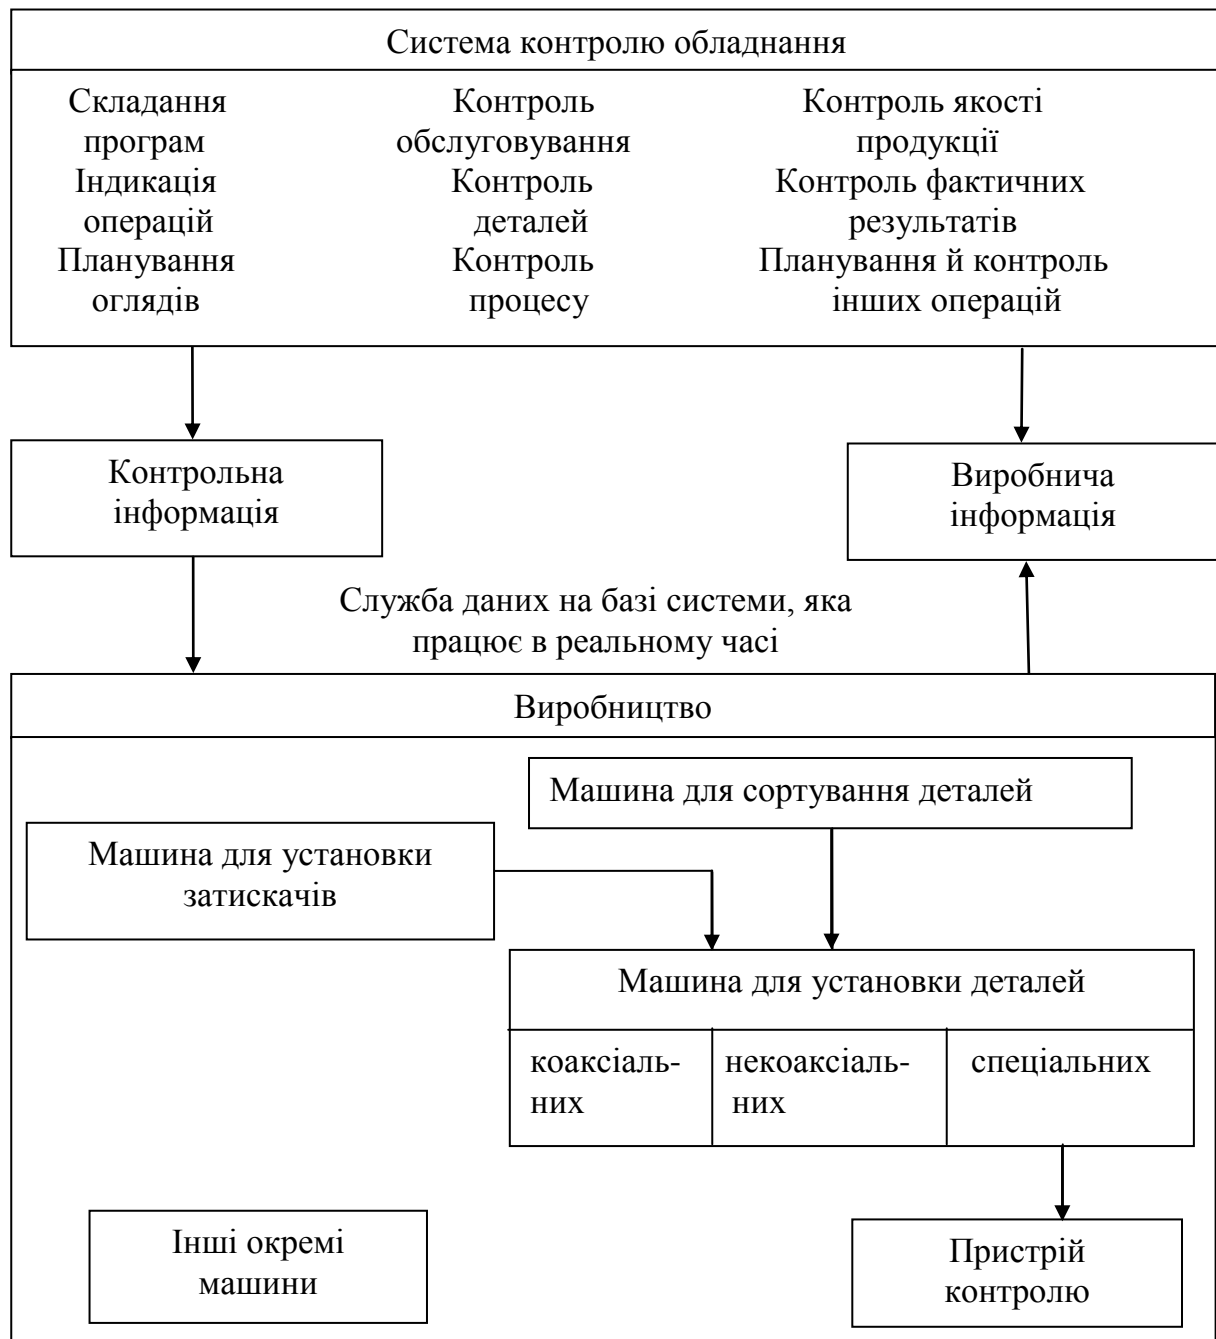 Система контролю обладнання
Складання
програм
Індикація
операцій
Планування
оглядів
Контроль
обслуговування
Контроль
деталей
Контроль
процесу
Контроль якості
продукції
Контроль фактичних
результатів
Планування й контроль
інших операцій
Контрольна
інформація
Виробнича
інформація
Служба даних на базі системи, яка
працює в реальному часі
Виробництво
Машина для сортування деталей
Машина для установки
затискачів
Машина для установки деталей
коаксіаль-
них
некоаксіаль-
них
спеціальних
Інші окремі
машини
Пристрій
контролю